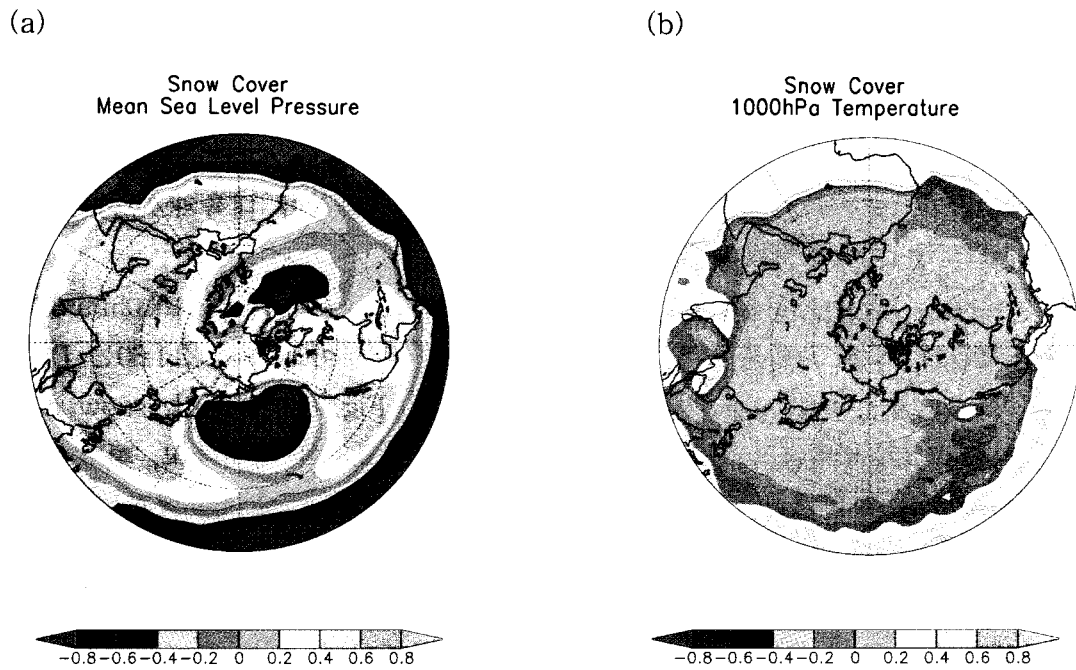 (a)
(b)
Snow Cover
Mean Sea Level Pressure
Snow Cover
1000hPa Temperature
-0.8 -0.6 -0.4 -0.2 0 0.2 0.4 0.6 0.8
-0.8 -0.6 -0.4 -0.2 0 0.2 0.4 0.6 0.8